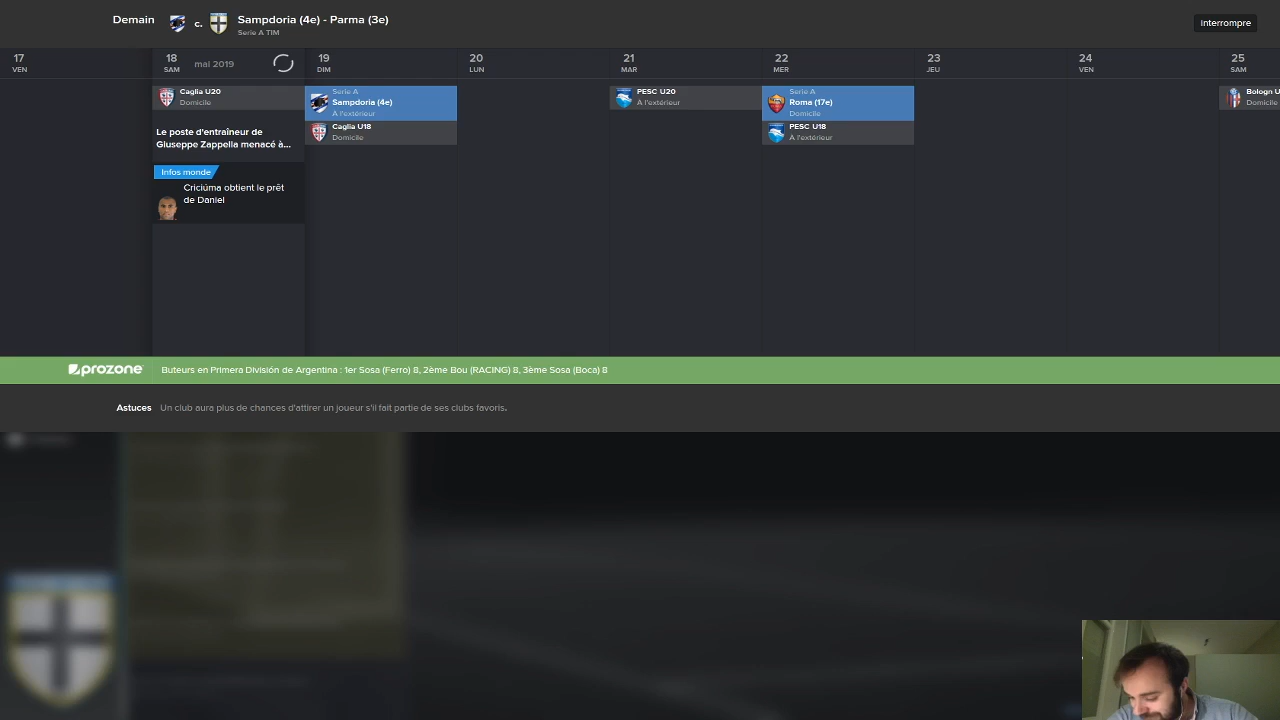 Demain
c.
Sampdoria (4e) - Parma (3e)
Serie A TIM
Interrompre
17
VEN
18
SAM
mai 2019
19
DIM
20
LUN
21
MAR
22
MER
23
JEU
24
VEN
25
SAM
Caglia U20
Domicile
Le poste d'entraîneur de
Giuseppe Zappella menacé à...
Infos monde
Criciúma obtient le prêt
de Daniel
Serie A
Sampdoria (4e)
À l'extérieur
Caglia U18
Domicile
PESC U20
À l'extérieur
Serie A
Roma (17e)
Domicile
PESC U18
À l'extérieur
Bologn U
Domicile
prozone
Buteurs en Primera División de Argentina : 1er Sosa (Ferro) 8, 2ème Bou (RACING) 8, 3ème Sosa (Boca) 8
Astuces
Un club aura plus de chances d'attirer un joueur s'il fait partie de ses clubs favoris.